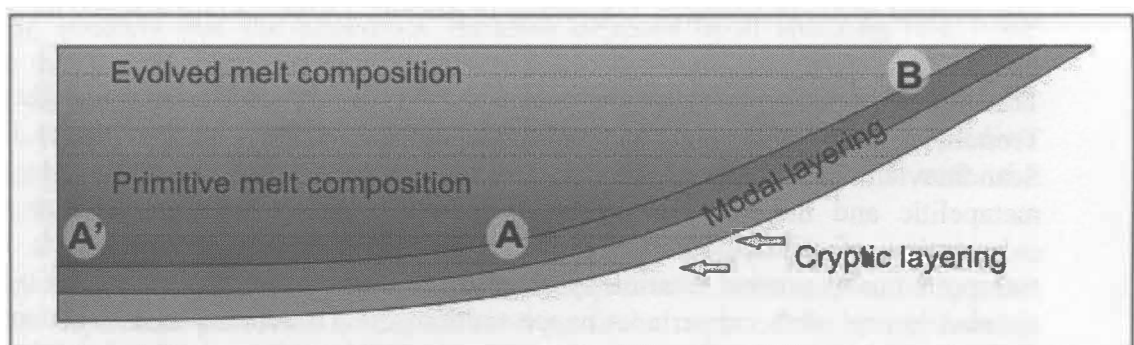 Evolved melt composition
B
Primitive melt composition
Modal layering
A'
A
Cryptic layering